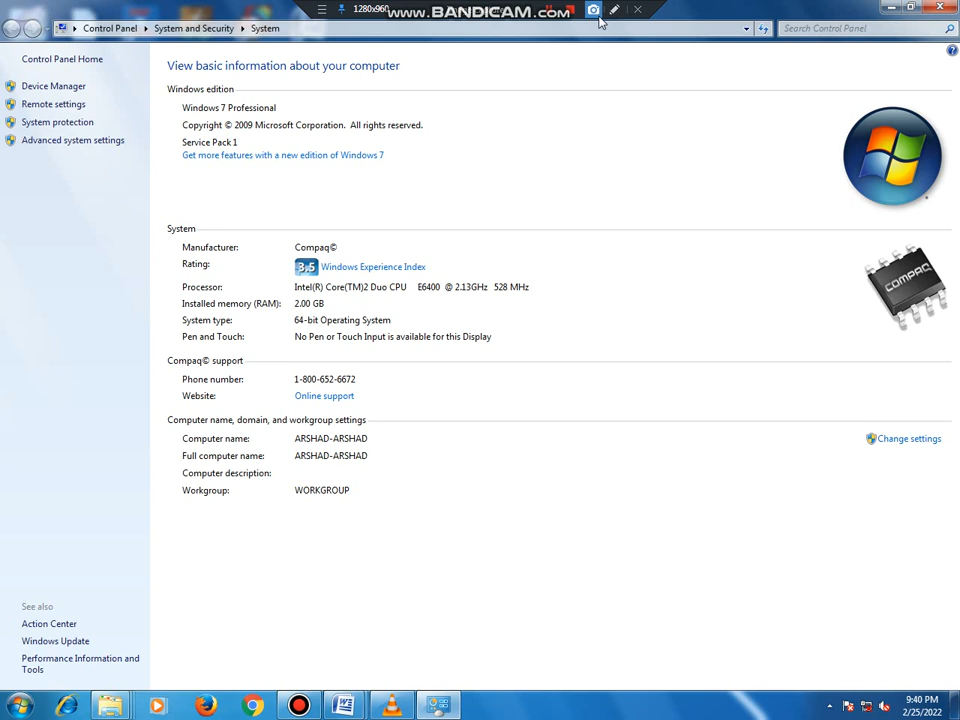 1280x960
www.BANDICAM.com
Control Panel ▸ System and Security ▸ System
Search Control Panel
Control Panel Home
Device Manager
Remote settings
System protection
Advanced system settings
View basic information about your computer
Windows edition
Windows 7 Professional
Copyright © 2009 Microsoft Corporation. All rights reserved.
Service Pack 1
Get more features with a new edition of Windows 7
System
Manufacturer: Compaq©
Rating: 3.5 Windows Experience Index
Processor: Intel(R) Core(TM)2 Duo CPU E6400 @ 2.13GHz 528 MHz
Installed memory (RAM): 2.00 GB
System type: 64-bit Operating System
Pen and Touch: No Pen or Touch Input is available for this Display
COMPAQ
Compaq© support
Phone number: 1-800-652-6672
Website: Online support
Computer name, domain, and workgroup settings
Computer name: ARSHAD-ARSHAD
Change settings
Full computer name: ARSHAD-ARSHAD
Computer description:
Workgroup: WORKGROUP
See also
Action Center
Windows Update
Performance Information and
Tools
9:40 PM
2/25/2022